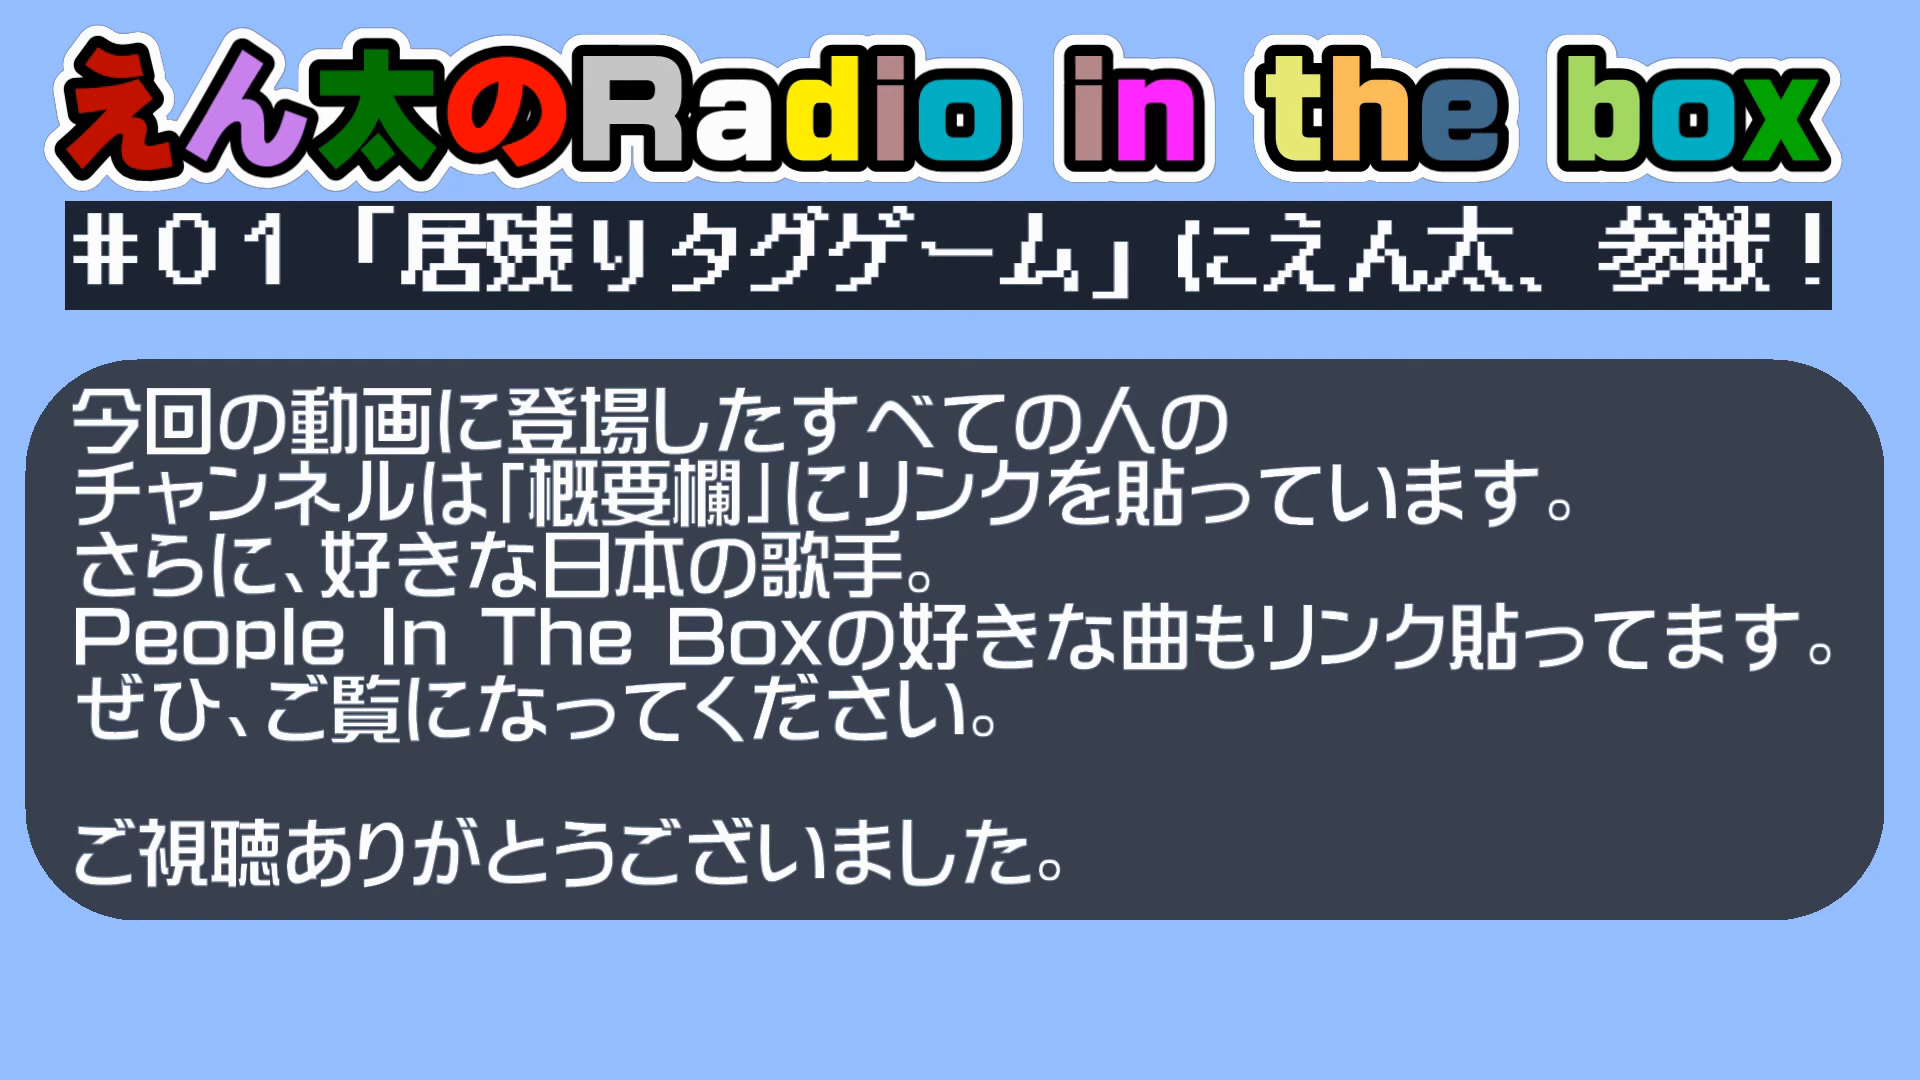 えん太のRadio in the box
#01「居残りタグゲーム」にえん太、参戦！
今回の動画に登場したすべての人の
チャンネルは「概要欄」にリンクを貼っています。
さらに、好きな日本の歌手。
People In The Boxの好きな曲もリンク貼ってます。
ぜひ、ご覧になってください。
ご視聴ありがとうございました。